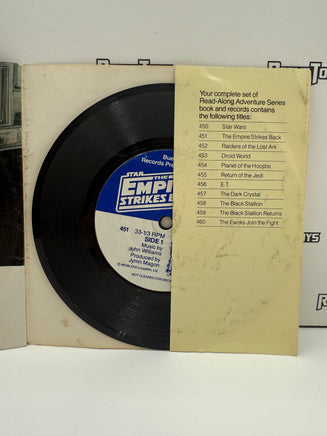 Your complete set of
Read-Along Adventure Series
book and records contains
the following titles:
450 Star Wars
451 The Empire Strikes Back
452 Raiders of the Lost Ark
453 Droid World
454 Planet of the Hoojibs
455 Return of the Jedi
456 E.T.
457 The Dark Crystal
458 The Black Stallion
459 The Black Stallion Returns
460 The Ewoks Join the Fight
Records
STAR
THE
EMPI
STRIKES
451 33-1/3 RPM
SIDE 1
Music by
John Williams
Produced by
Jymn Magon